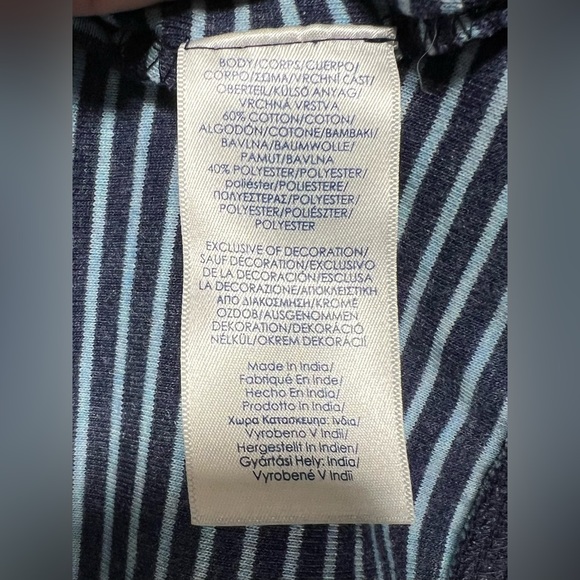 BODY/CORPS/CUERPO/
CORPO/ΣΩΜΑ/VRCHNÍ ČÁST/
OBERTEIL/KÜLSŐ ANYAG/
VRCHNÁ VRSTVA
60% COTTON/COTON/
ALGODÓN/COTONE/BAMBAKI/
BAVLNA/BAUMWOLLE/
PAMUT/BAVLNA
40% POLYESTER/POLYESTER/
poliéster/POLIESTERE/
ΠΟΛΥΕΣΤΕΡΑΣ/POLYESTER/
POLYESTER/POLIÉSZTER/
POLYESTER
EXCLUSIVE OF DECORATION/
SAUF DÉCORATION/EXCLUSIVO
DE LA DECORACIÓN/ESCLUSA
LA DECORAZIONE/ΑΠΟΚΛΕΙΣΤΙΚΗ
ΑΠΟ ΔΙΑΚΟΣΜΗΣΗ/KROMĚ
OZDOB/AUSGENOMMEN
DEKORATION/DEKORÁCIÓ
NÉLKÜL/OKREM DEKORÁCIÍ
Made In India/
Fabriqué En Inde/
Hecho En India/
Prodotto In India/
Χωρα Κατασκευης: ινδια/
Vyrobeno V Indii/
Hergestellt In Indien/
Gyártási Hely: India/
Vyrobené V Indii